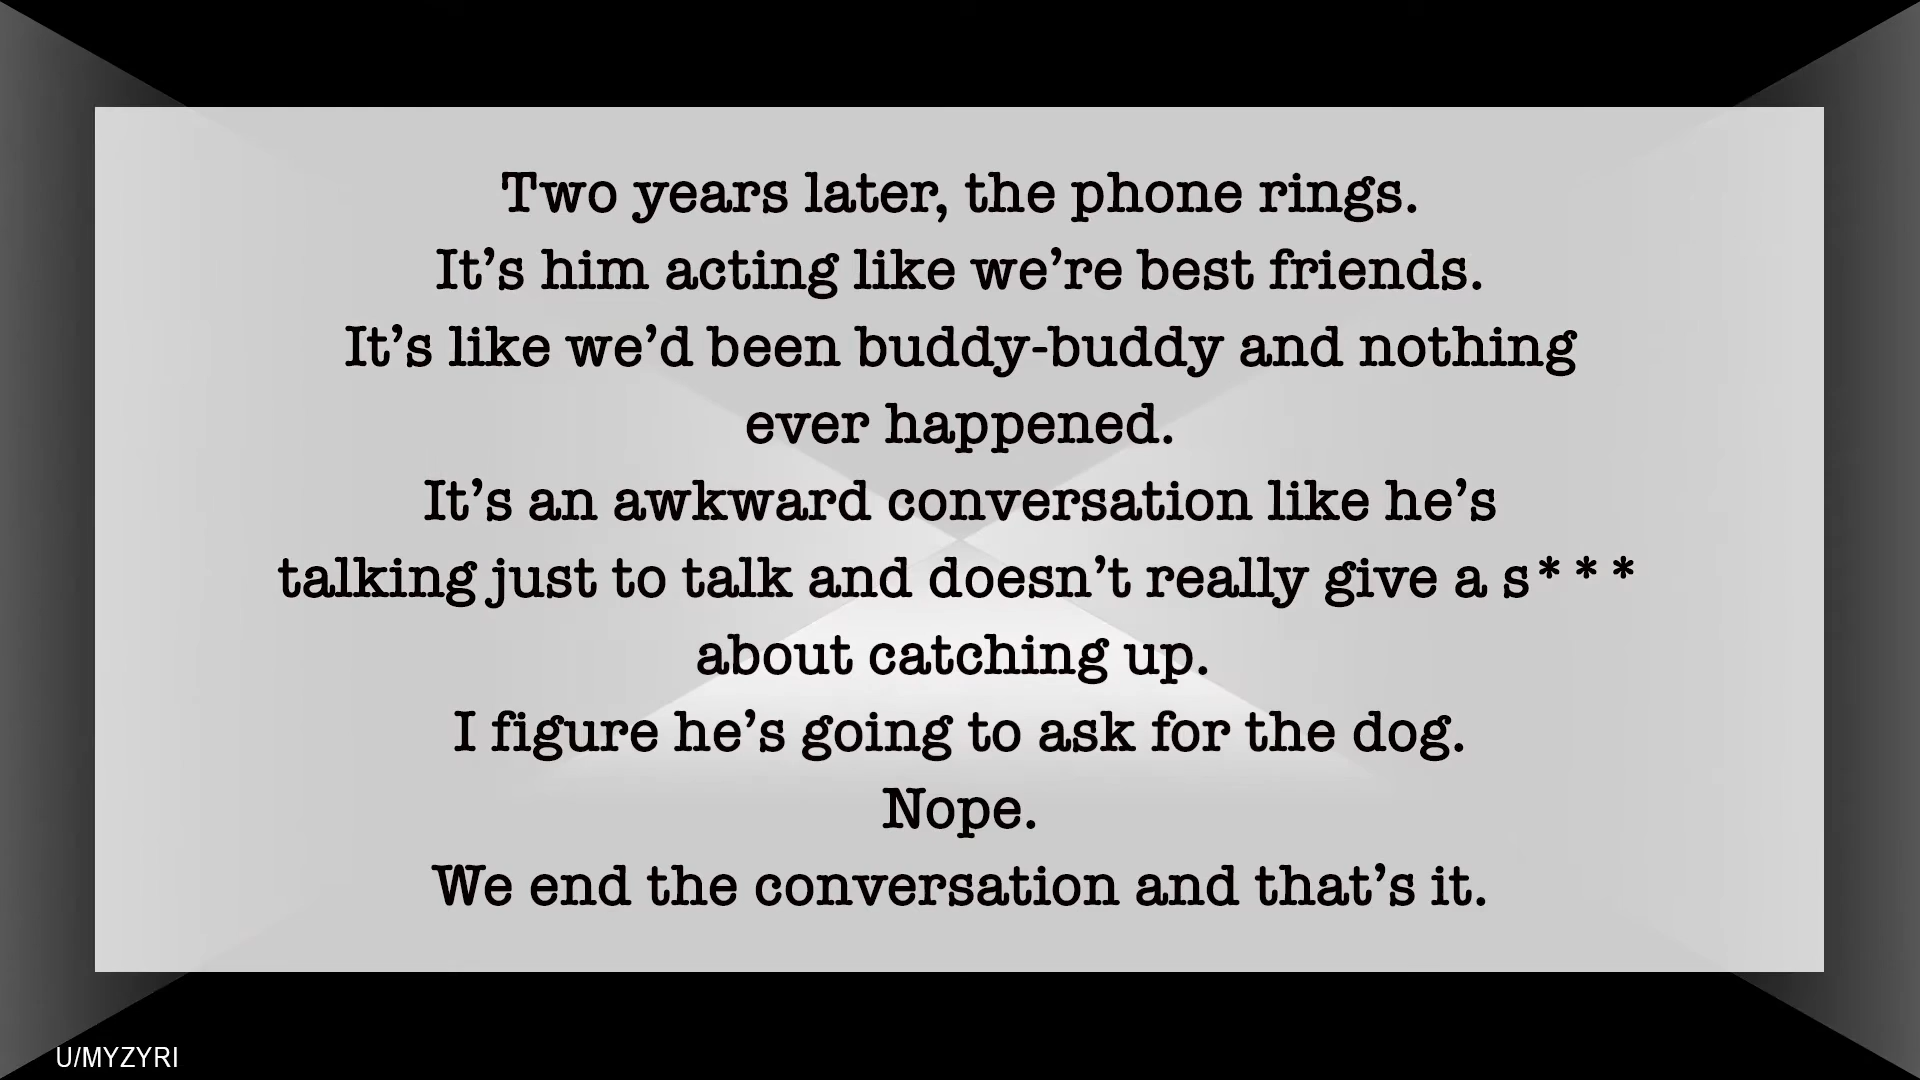 Two years later, the phone rings.
It’s him acting like we’re best friends.
It’s like we’d been buddy-buddy and nothing
ever happened.
It’s an awkward conversation like he’s
talking just to talk and doesn’t really give a s***
about catching up.
I figure he’s going to ask for the dog.
Nope.
We end the conversation and that’s it.
U/MYZYRI